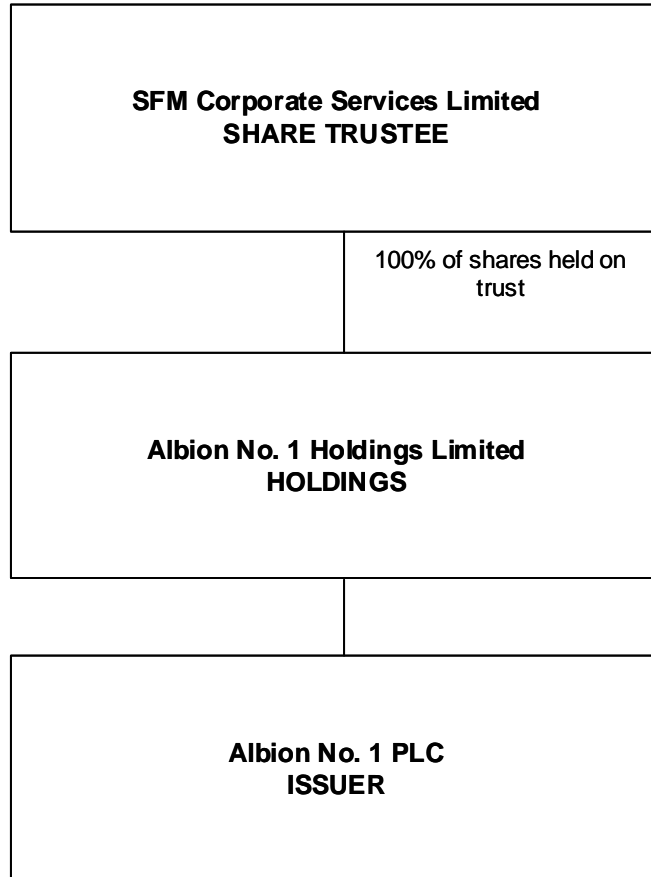 SFM Corporate Services Limited
SHARE TRUSTEE
100% of shares held on
trust
Albion No. 1 Holdings Limited
HOLDINGS
Albion No. 1 PLC
ISSUER